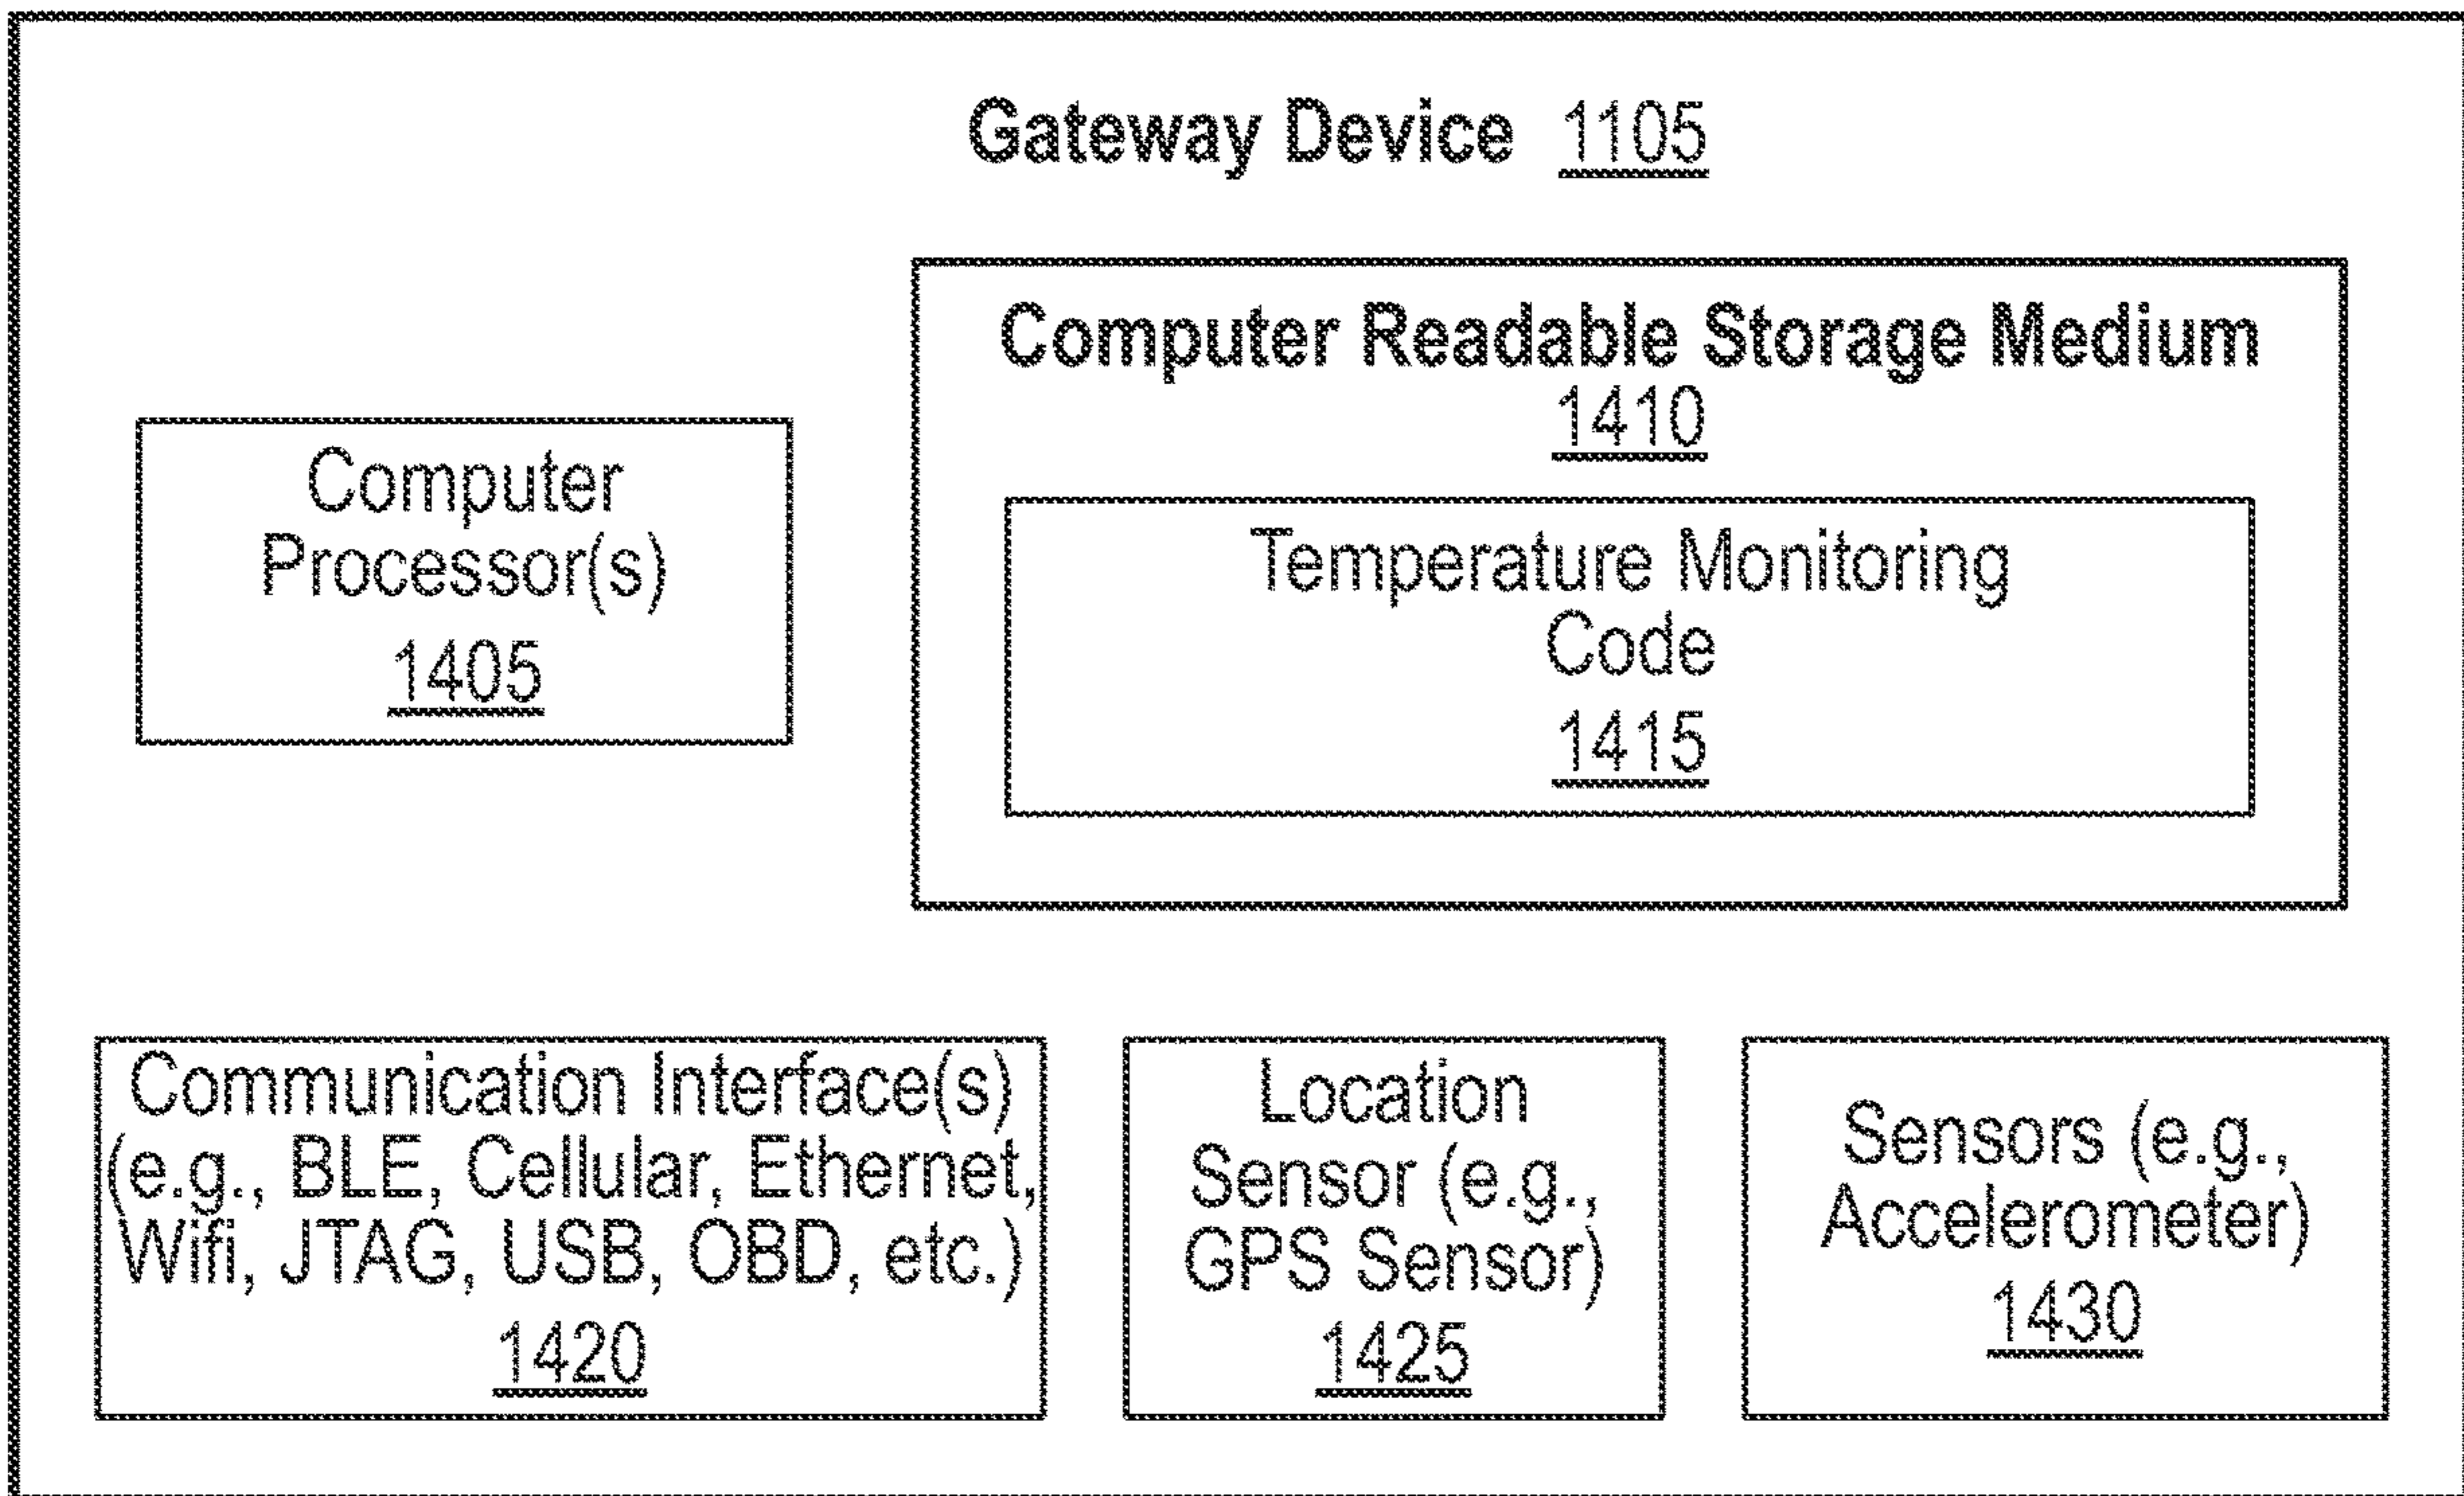 Gateway Device 1105
Computer Readable Storage Medium
1410
Computer
Processor(s)
1405
Temperature Monitoring
Code
1415
Communication Interface(s)
(e.g., BLE, Cellular, Ethernet,
Wifi, JTAG, USB, OBD, etc.)
1420
Location
Sensor (e.g.,
GPS Sensor)
1425
Sensors (e.g.,
Accelerometer)
1430